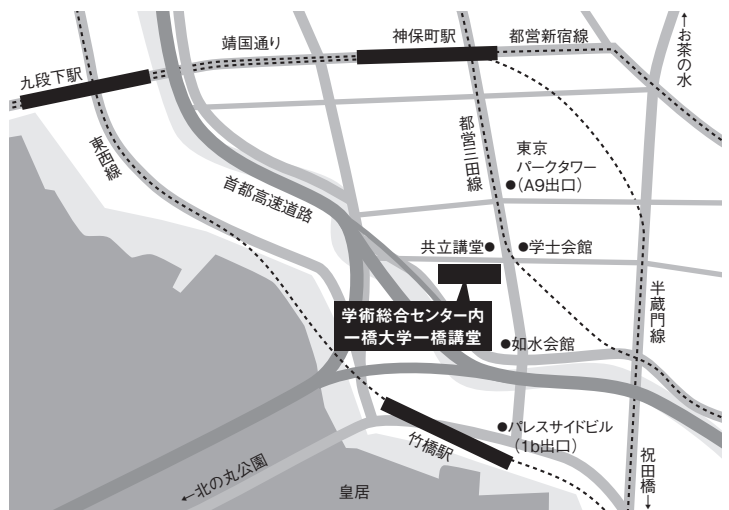 靖国通り
神保町駅
都営新宿線
←お茶の水
九段下駅
東西線
首都高速道路
都営三田線
東京
パークタワー
(A9出口)
共立講堂
学士会館
学術総合センター内
一橋大学一橋講堂
半蔵門線
如水会館
パレスサイドビル
(1b出口)
竹橋駅
←北の丸公園
皇居
祝田橋→